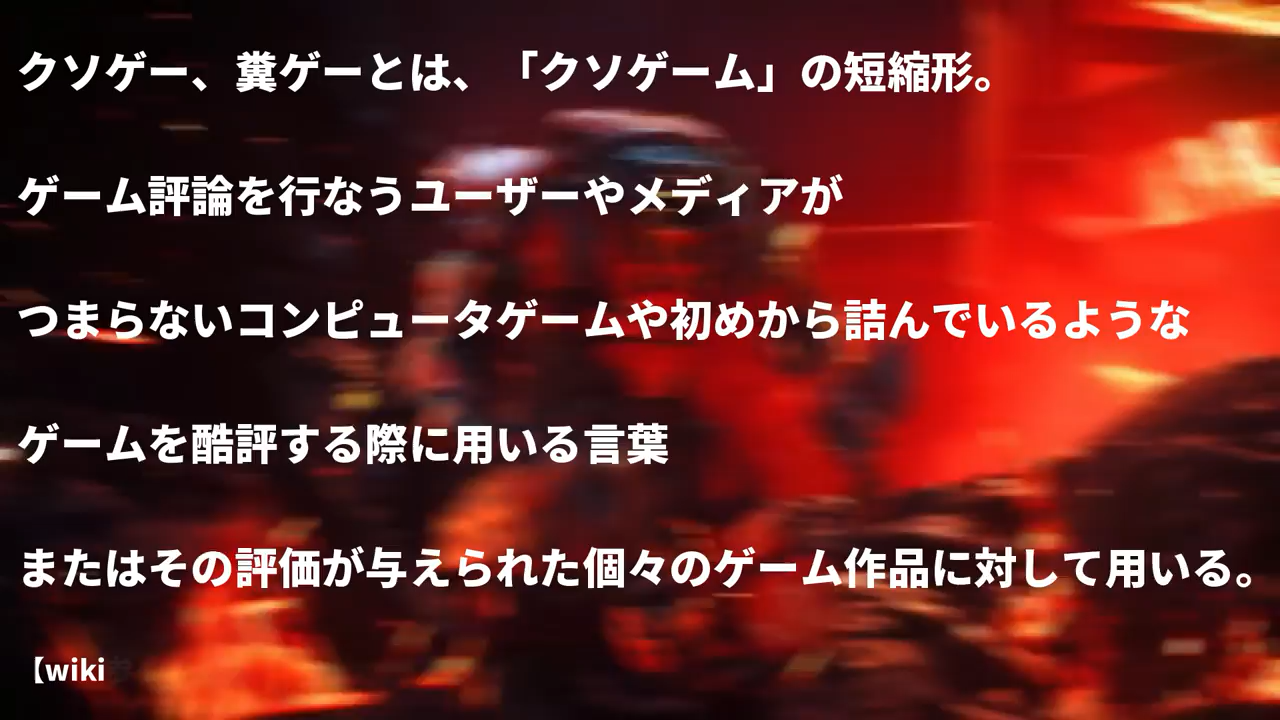 クソゲー、糞ゲーとは、「クソゲーム」の短縮形。
ゲーム評論を行なうユーザーやメディアが
つまらないコンピュータゲームや初めから詰んでいるような
ゲームを酷評する際に用いる言葉
またはその評価が与えられた個々のゲーム作品に対して用いる。
【wiki